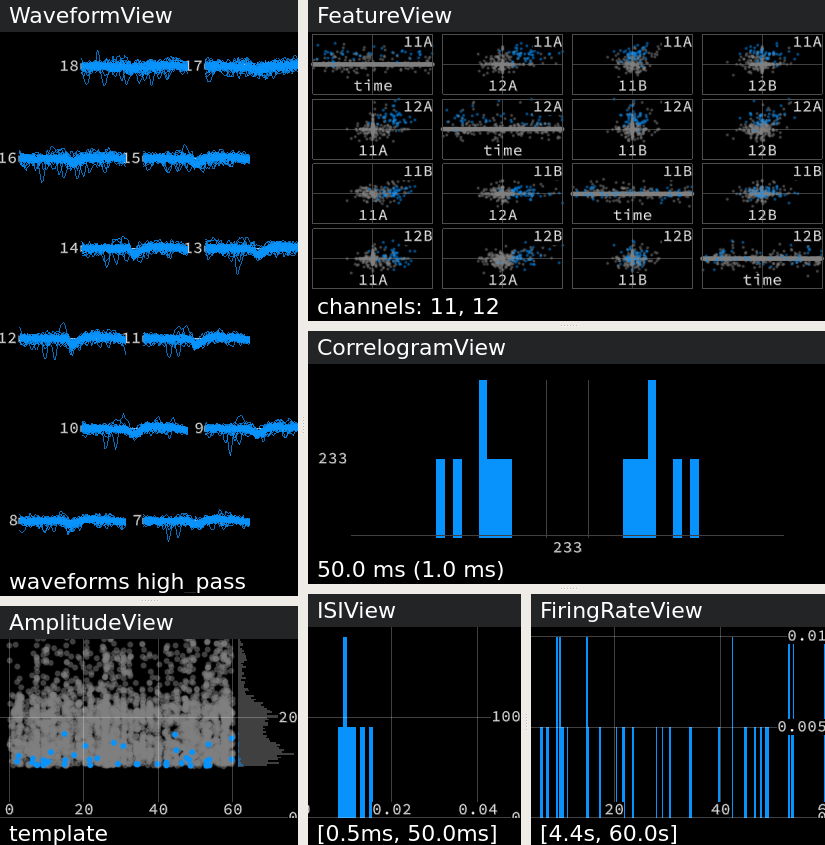 WaveformView
18 17
16 15
14 13
12 11
10 9
8 7
waveforms high_pass
FeatureView
11A 11A 11A 11A
time 12A 11B 12B
12A 12A 12A 12A
11A time 11B 12B
11B 11B 11B 11B
11A 12A time 12B
12B 12B 12B 12B
11A 12A 11B time
channels: 11, 12
CorrelogramView
233
233
50.0 ms (1.0 ms)
AmplitudeView
20
0 20 40 60
template
ISIView
100
0.02 0.04
[0.5ms, 50.0ms]
FiringRateView
0.01
0.005
20 40
[4.4s, 60.0s]